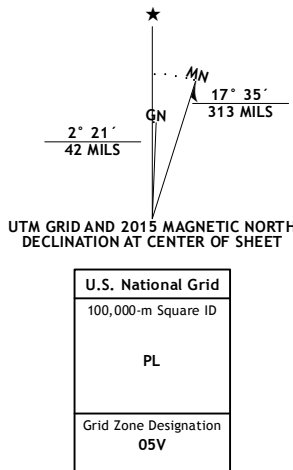 ★
MN
GN
17° 35´
313 MILS
2° 21´
42 MILS
UTM GRID AND 2015 MAGNETIC NORTH
DECLINATION AT CENTER OF SHEET
U.S. National Grid
100,000-m Square ID
PL
Grid Zone Designation
05V